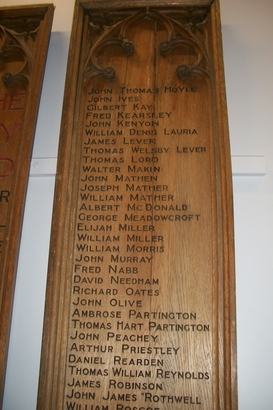 John Thomas Hoyle
John Ives
Gilbert Kay
Fred Kearsley
John Kenyon
William Denis Lauria
James Lever
Thomas Welsby Lever
Thomas Lord
Walter Makin
John Mathen
Joseph Mather
William Mather
Albert McDonald
George Meadowcroft
Elijah Miller
William Miller
William Morris
John Murray
Fred Nabb
David Needham
Richard Oates
John Olive
Ambrose Partington
Thomas Hart Partington
John Peachey
Arthur Priestley
Daniel Rearden
Thomas William Reynolds
James Robinson
John James Rothwell
William Roscoe